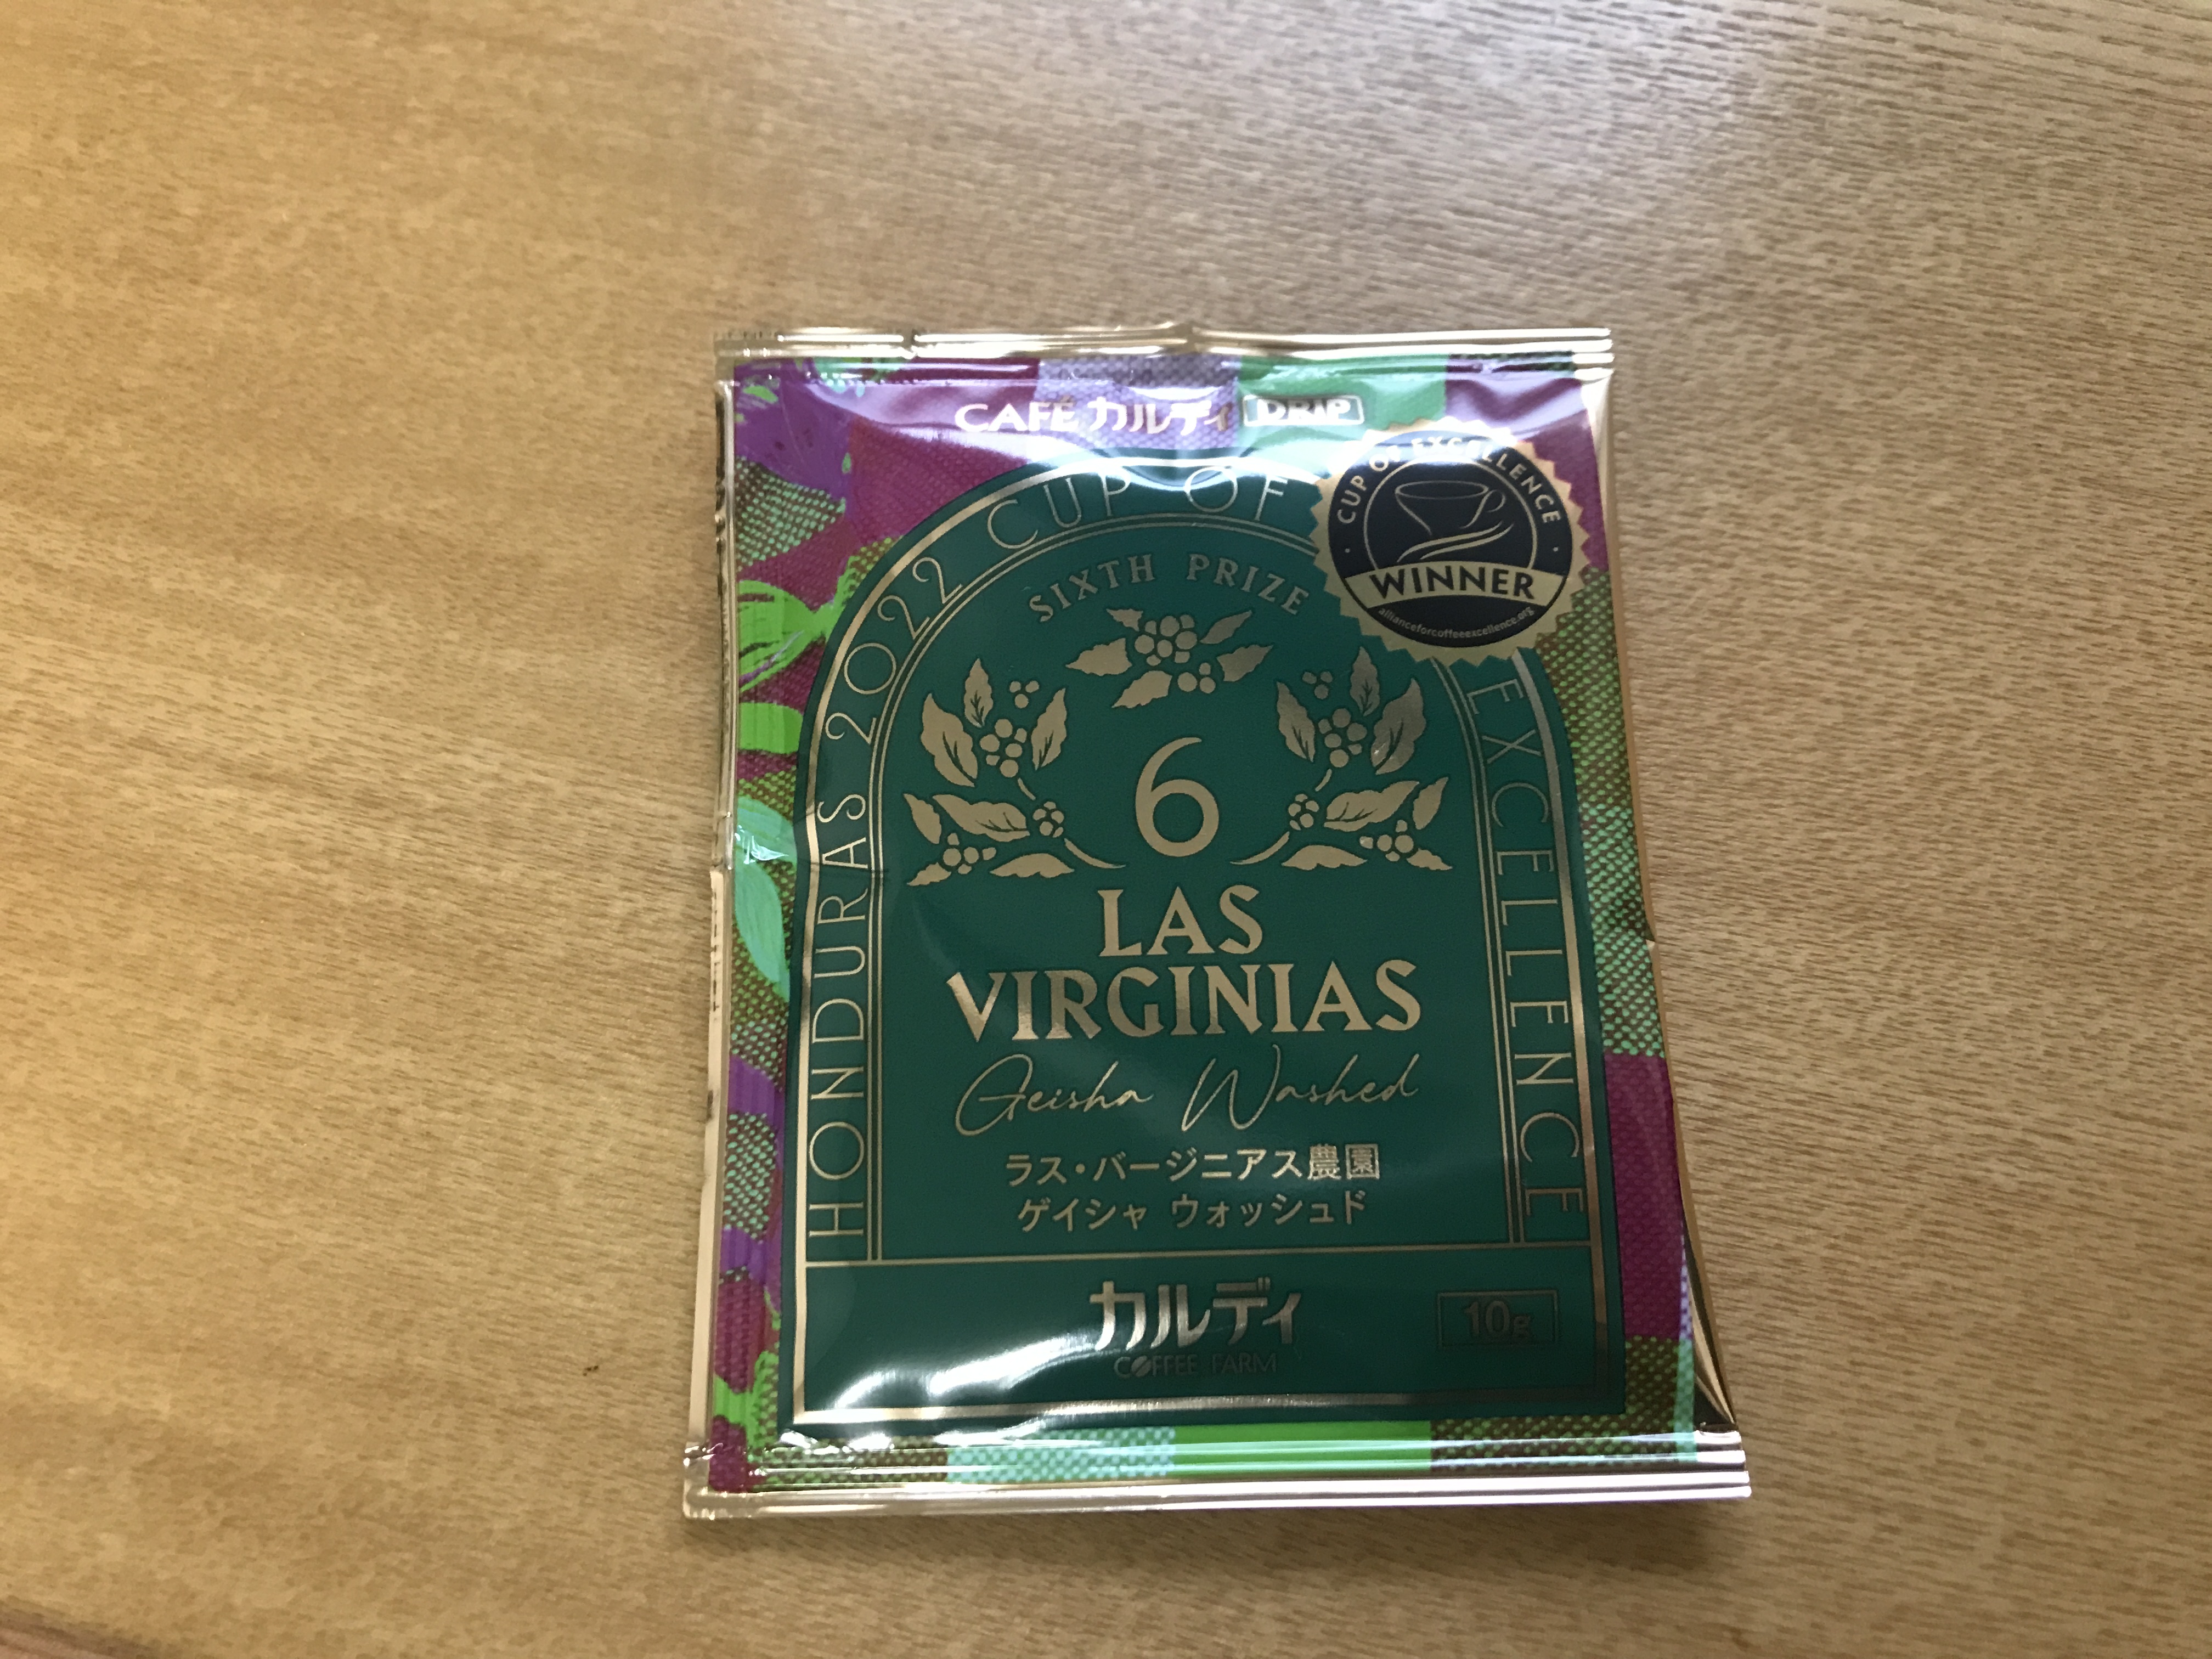 CAFÉ カルディ DRIP
HONDURAS 2022 CUP OF EXCELLENCE
CUP OF EXCELLENCE
WINNER
allianceforcoffeeexcellence.org
SIXTH PRIZE
6
LAS
VIRGINIAS
Geisha Washed
ラス・バージニアス農園
ゲイシャ ウォッシュド
カルディ
COFFEE FARM
10g